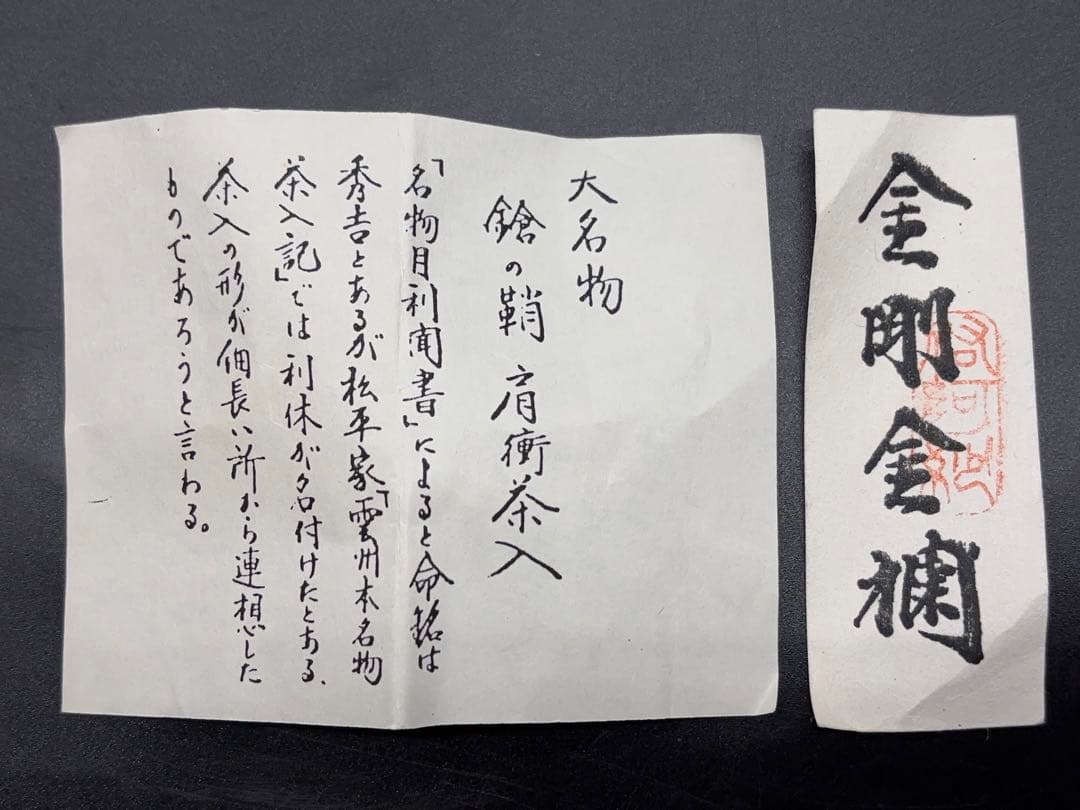 金剛金襴
大名物
鎗の鞘 肩衝茶入
「名物目利聞書」によると命銘は
秀吉とあるが松平家「雲州本名物
茶入記」では利休が名付けたとある、
茶入の形が細長い所から連想した
ものであろうと言わる。